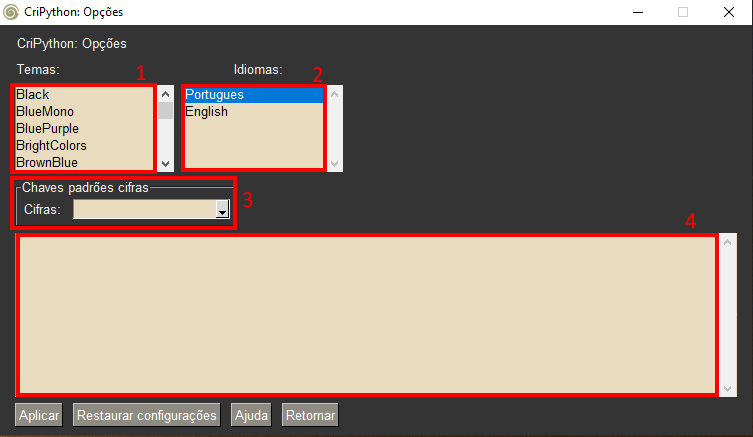 CriPython: Opções
CriPython: Opções
Temas: 1 Idiomas: 2
Black
BlueMono
BluePurple
BrightColors
BrownBlue
Portugues
English
Chaves padrões cifras
Cifras:
3
4
Aplicar Restaurar configurações Ajuda Retornar